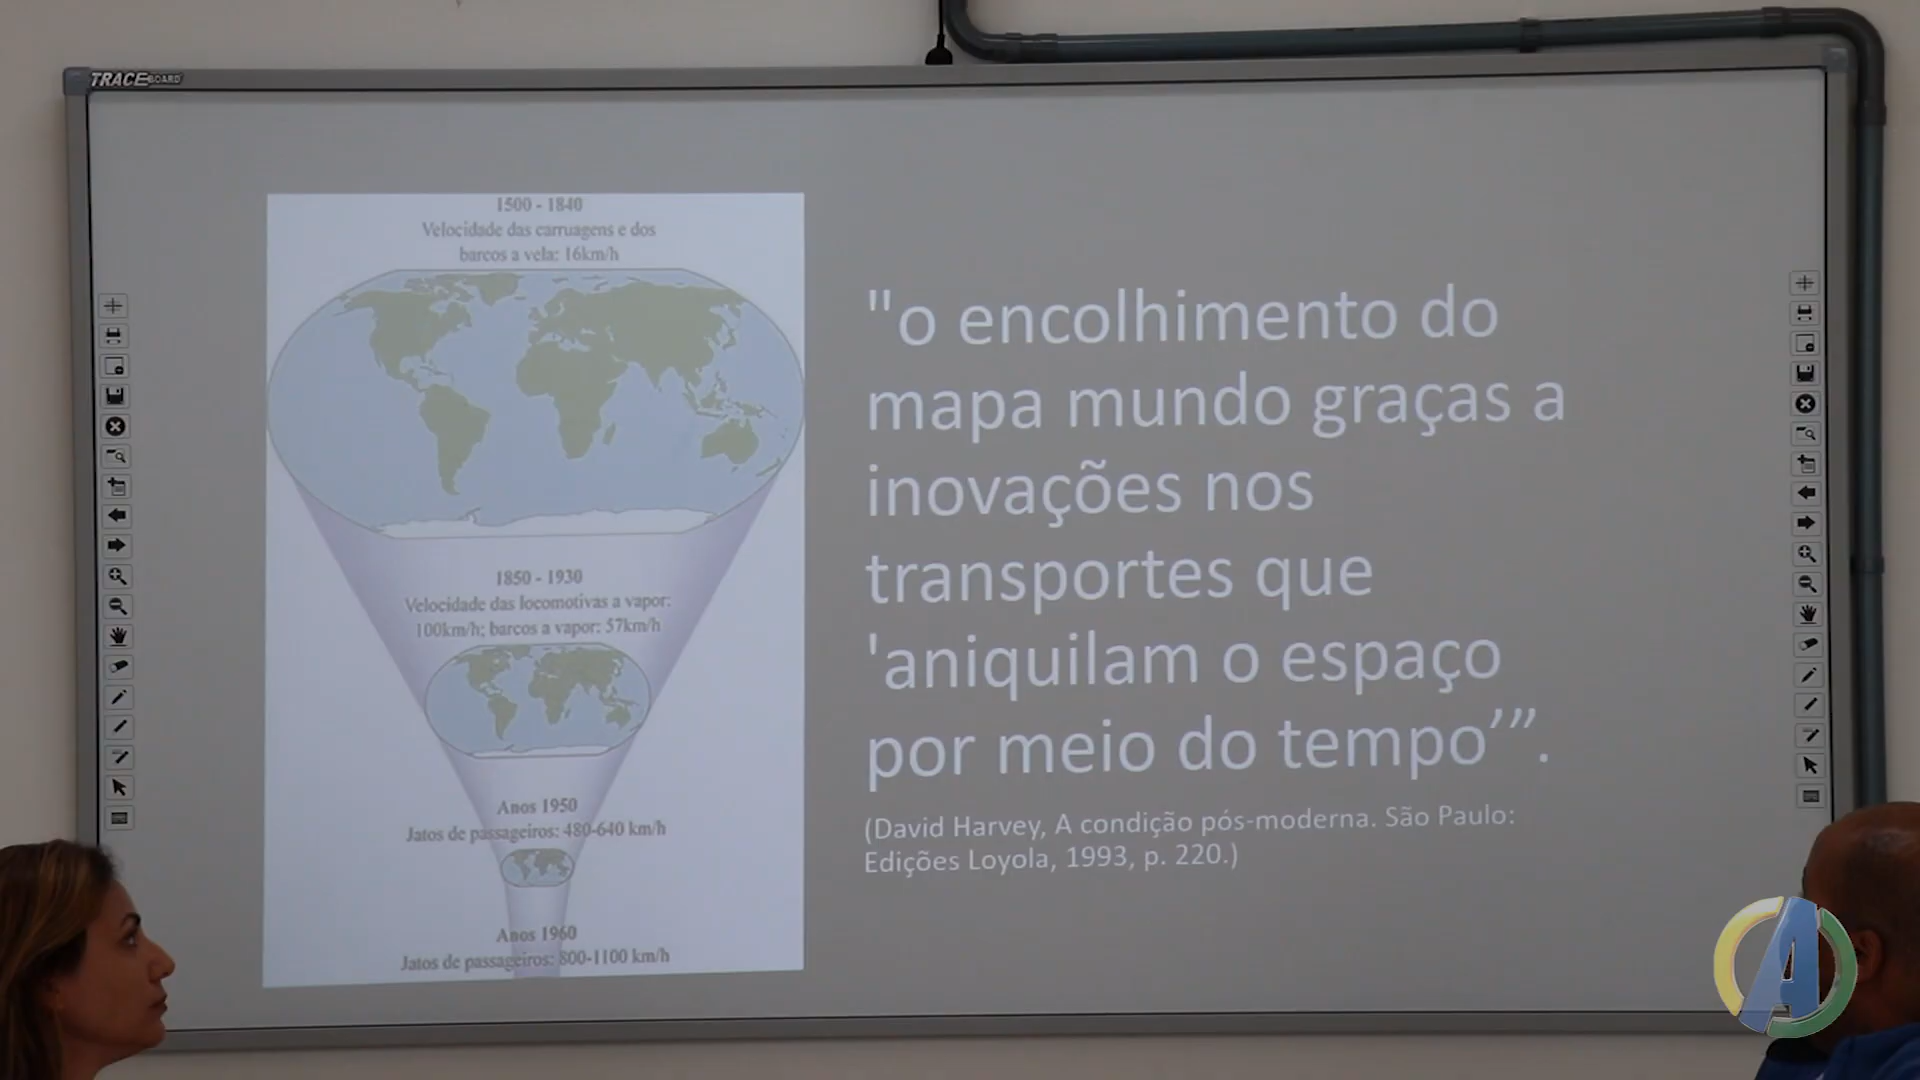 TRACEBOARD
1500 - 1840
Velocidade das carruagens e dos
barcos a vela: 16km/h
1850 - 1930
Velocidade das locomotivas a vapor:
100km/h; barcos a vapor: 57km/h
Anos 1950
Jatos de passageiros: 480-640 km/h
Anos 1960
Jatos de passageiros: 800-1100 km/h
"o encolhimento do
mapa mundo graças a
inovações nos
transportes que
'aniquilam o espaço
por meio do tempo’”.
(David Harvey, A condição pós-moderna. São Paulo:
Edições Loyola, 1993, p. 220.)
A